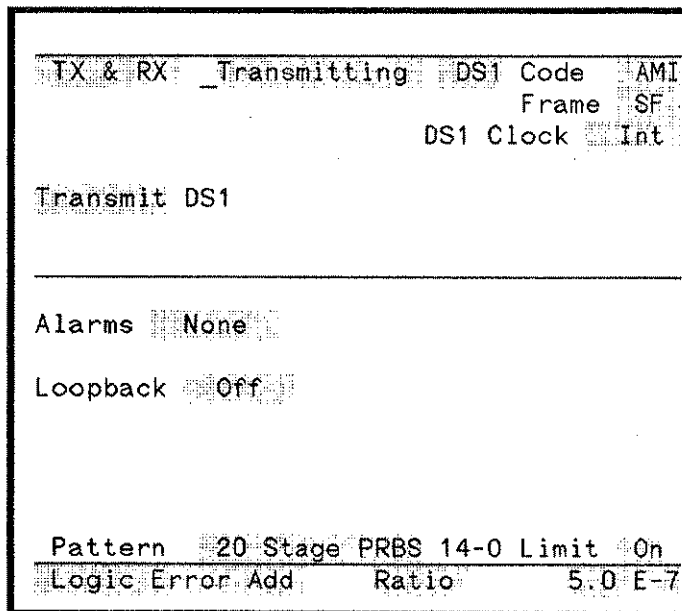 TX & RX _Transmitting DS1 Code AMI
Frame SF
DS1 Clock Int
Transmit DS1
Alarms None
Loopback Off
Pattern 20 Stage PRBS 14-0 Limit On
Logic Error Add Ratio 5.0 E-7